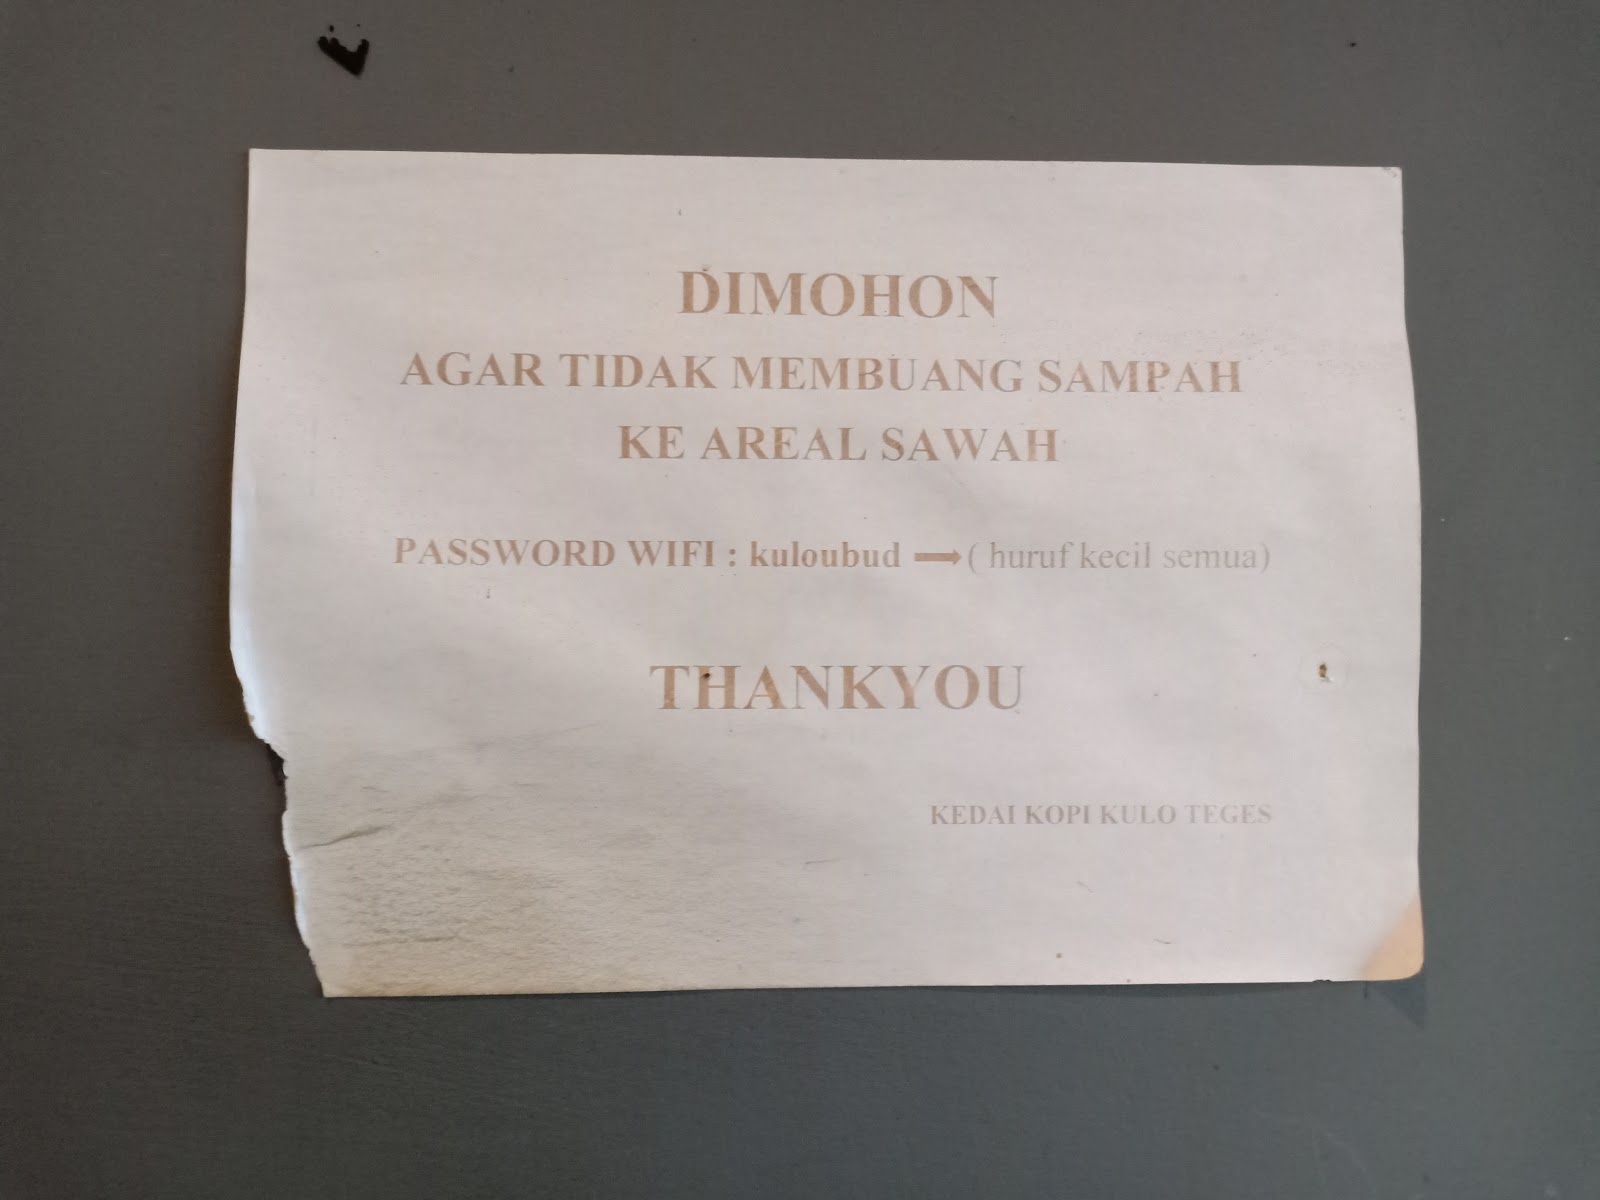 DIMOHON
AGAR TIDAK MEMBUANG SAMPAH
KE AREAL SAWAH
PASSWORD WIFI : kuloubud ➞( huruf kecil semua)
THANKYOU
KEDAI KOPI KULO TEGES